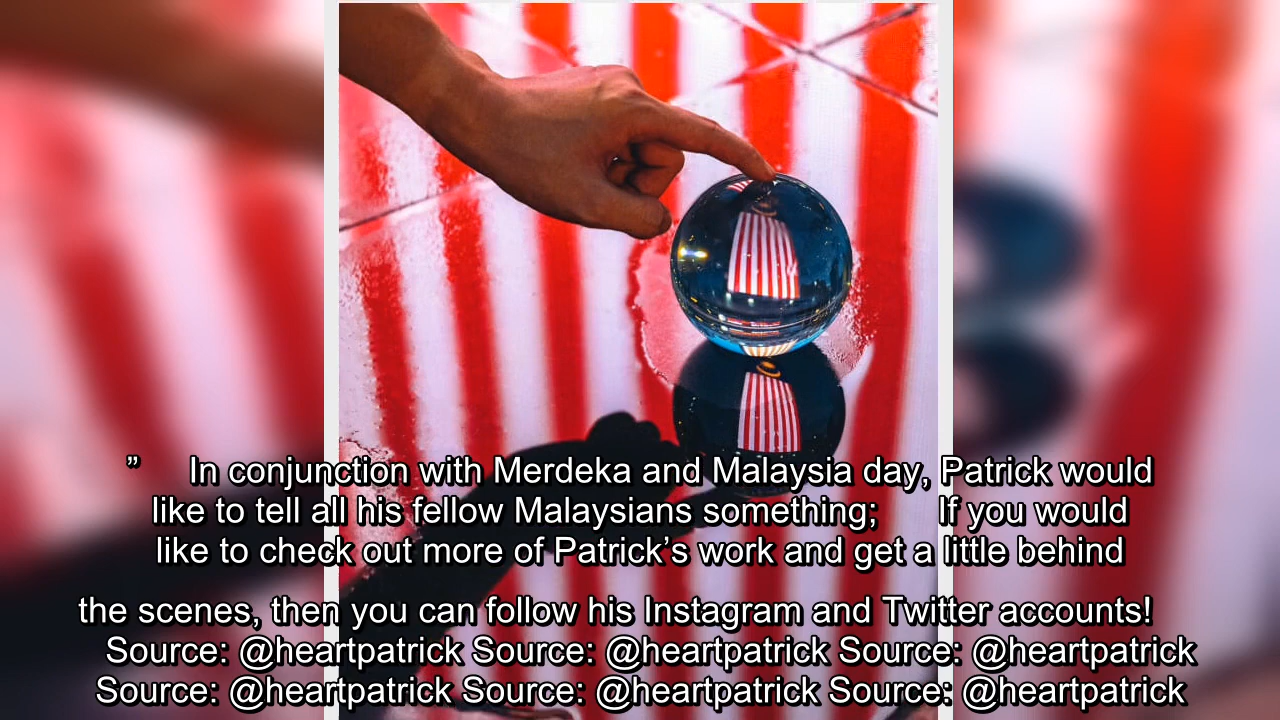 ”      In conjunction with Merdeka and Malaysia day, Patrick would
like to tell all his fellow Malaysians something;       If you would
like to check out more of Patrick’s work and get a little behind
the scenes, then you can follow his Instagram and Twitter accounts!
Source: @heartpatrick Source: @heartpatrick Source: @heartpatrick
Source: @heartpatrick Source: @heartpatrick Source: @heartpatrick